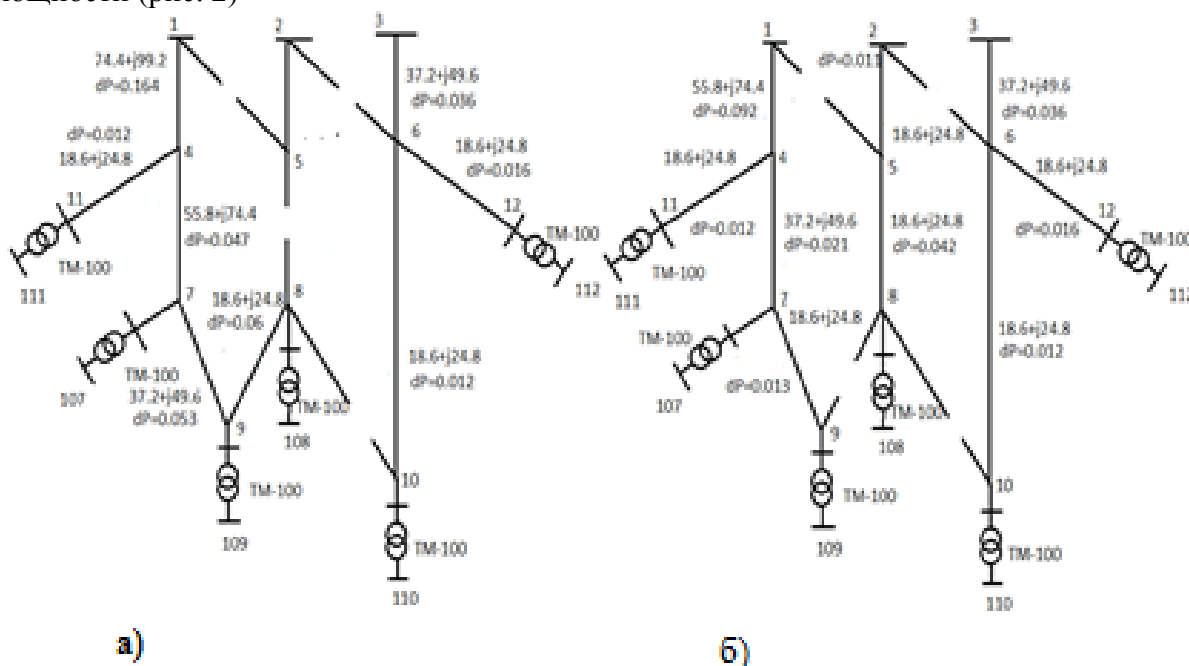 (рис. 2)
1
2
3
74.4+j99.2
dP=0.164
37.2+j49.6
dP=0.036
dP=0.012
18.6+j24.8
4
5
6
18.6+j24.8
dP=0.016
11
12
55.8+j74.4
dP=0.047
TM-100
TM-100
111
112
7
8
18.6+j24.8
dP=0.06
18.6+j24.8
dP=0.012
TM-100
107
37.2+j49.6
dP=0.053
TM-100
9
108
10
TM-100
109
TM-100
110
а)
1
2
3
dP=0.011
55.8+j74.4
dP=0.092
37.2+j49.6
dP=0.036
18.6+j24.8
6
18.6+j24.8
4
5
18.6+j24.8
11
12
dP=0.012
37.2+j49.6
dP=0.021
18.6+j24.8
dP=0.042
dP=0.016
TM-100
TM-100
111
112
7
8
18.6+j24.8
18.6+j24.8
dP=0.012
TM-100
dP=0.013
107
TM-100
9
108
10
TM-100
109
TM-100
110
б)